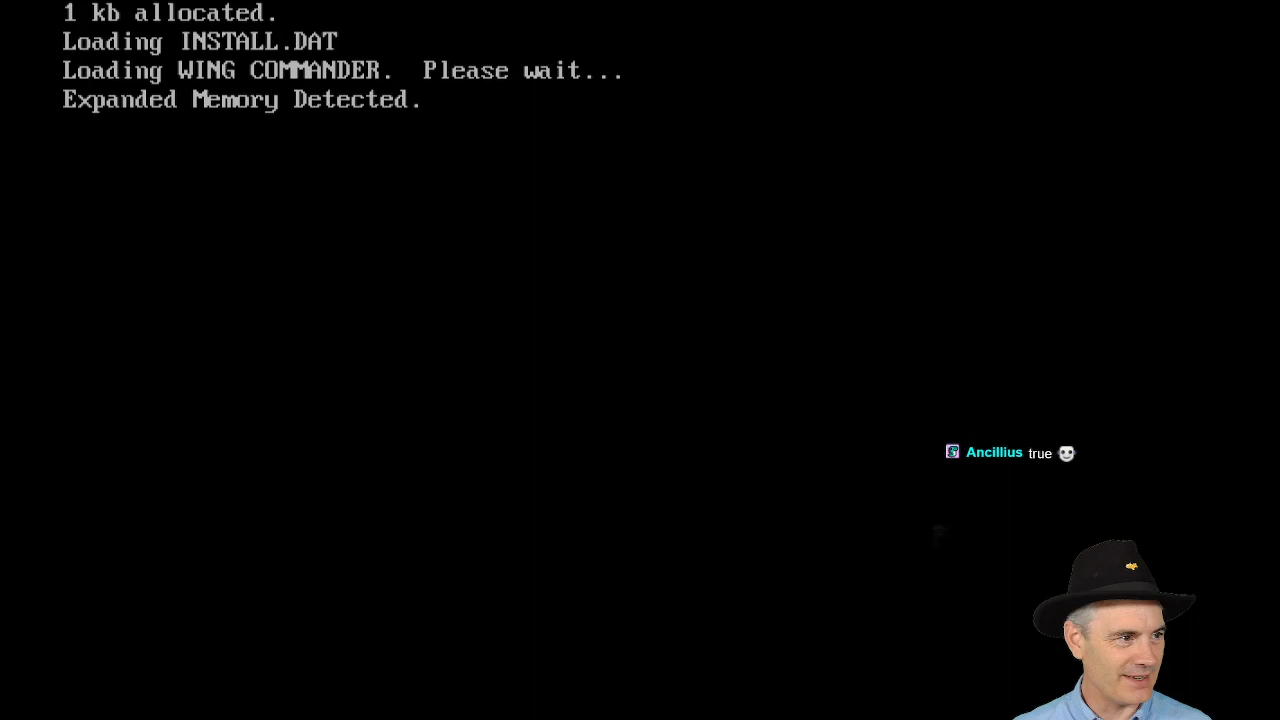 1 kb allocated.
Loading INSTALL.DAT
Loading WING COMMANDER.  Please wait...
Expanded Memory Detected.
Ancillius true